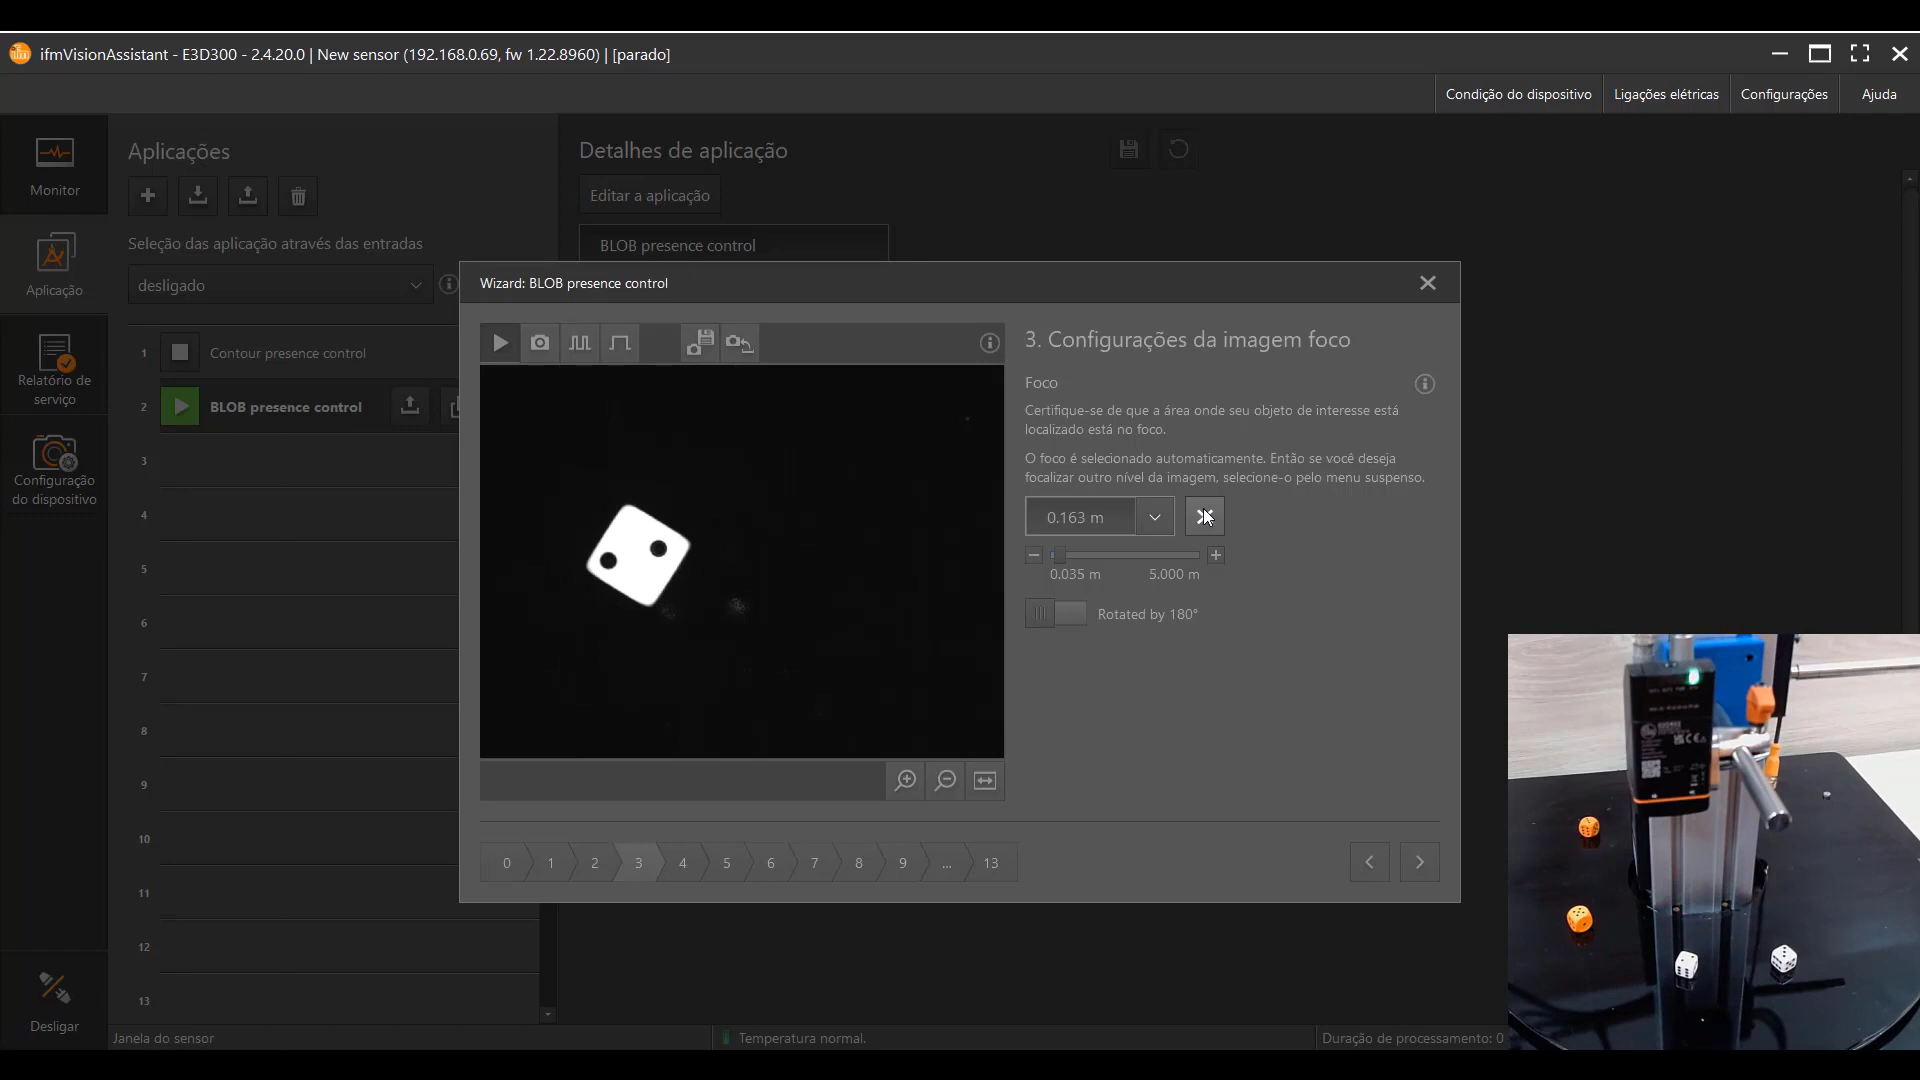 ifmVisionAssistant - E3D300 - 2.4.20.0 | New sensor (192.168.0.69, fw 1.22.8960) | [parado]
Condição do dispositivo
Ligações elétricas
Configurações
Ajuda
Monitor
Aplicação
Relatório de
serviço
Configuração
do dispositivo
Desligar
Aplicações
Seleção das aplicação através das entradas
desligado
1 Contour presence control
2 BLOB presence control
3
4
5
6
7
8
9
10
11
12
13
Detalhes de aplicação
Editar a aplicação
BLOB presence control
Wizard: BLOB presence control
3. Configurações da imagem foco
Foco
Certifique-se de que a área onde seu objeto de interesse está
localizado está no foco.
O foco é selecionado automaticamente. Então se você deseja
focalizar outro nível da imagem, selecione-o pelo menu suspenso.
0.163 m
0.035 m 5.000 m
Rotated by 180°
0 1 2 3 4 5 6 7 8 9 ... 13
Janela do sensor
Temperatura normal.
Duração de processamento: 0